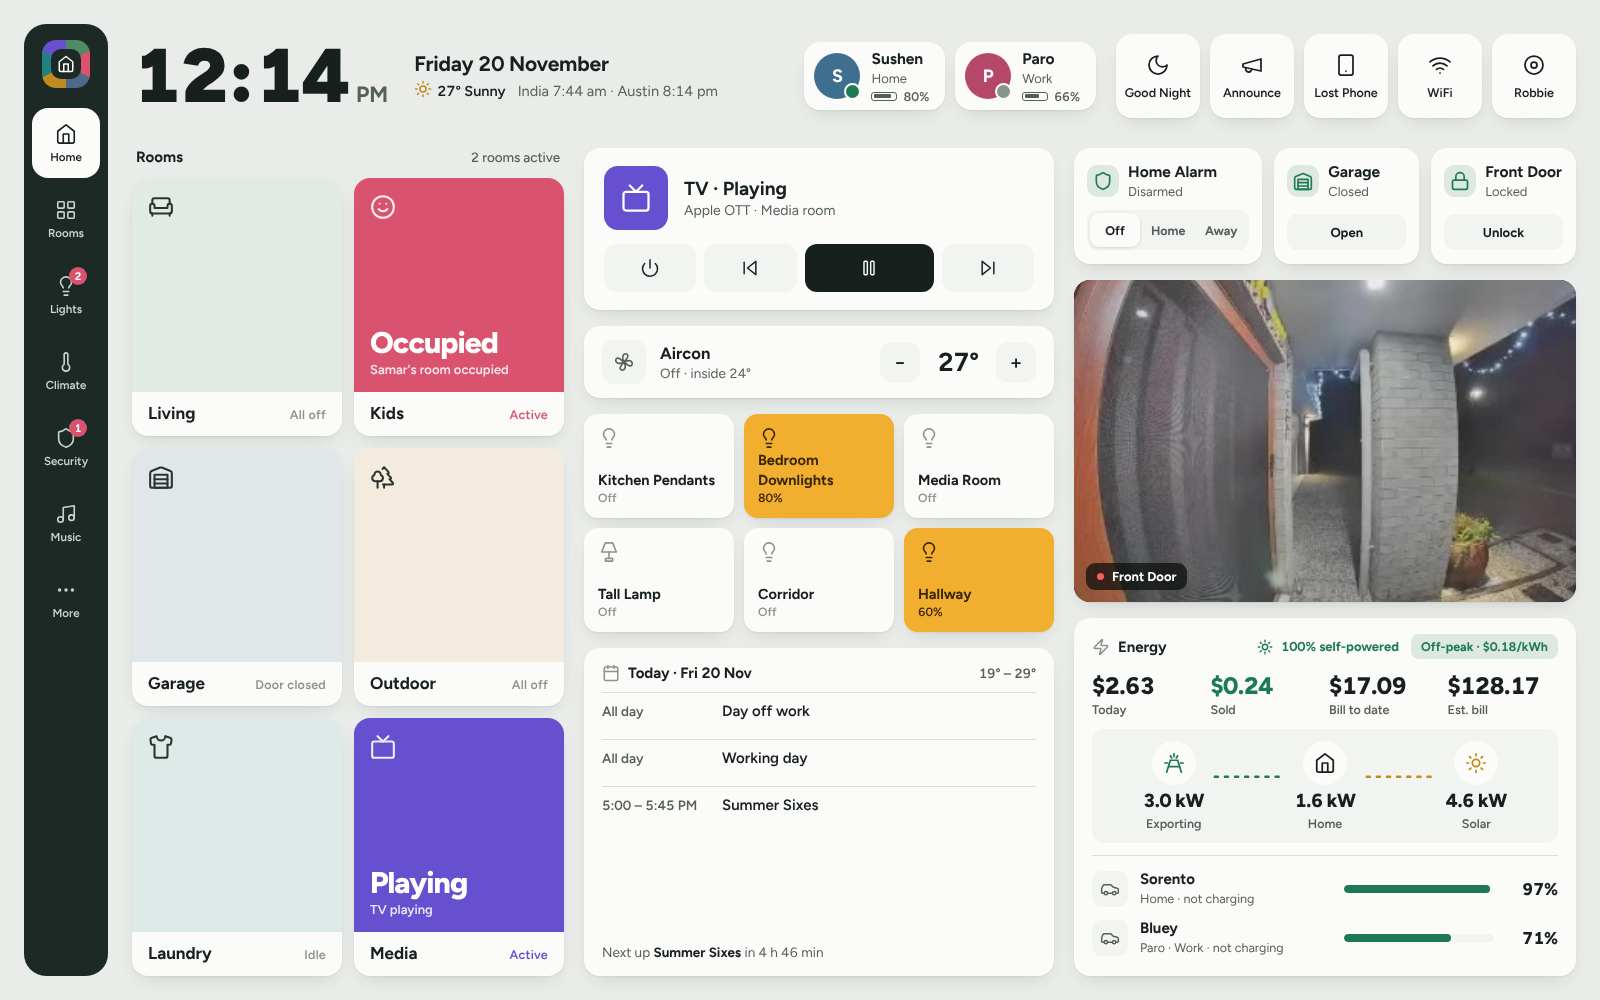 12:14 PM
Friday 20 November
27° Sunny India 7:44 am · Austin 8:14 pm
S
Sushen
Home
80%
P
Paro
Work
66%
Good Night
Announce
Lost Phone
WiFi
Robbie
Home
Rooms
2
Lights
Climate
1
Security
Music
More
Rooms
2 rooms active
Occupied
Samar's room occupied
Living
All off
Kids
Active
Garage
Door closed
Outdoor
All off
Playing
TV playing
Laundry
Idle
Media
Active
TV · Playing
Apple OTT · Media room
Aircon
Off · inside 24°
- 27° +
Kitchen Pendants
Off
Bedroom
Downlights
80%
Media Room
Off
Tall Lamp
Off
Corridor
Off
Hallway
60%
Today · Fri 20 Nov
19° – 29°
All day Day off work
All day Working day
5:00 – 5:45 PM Summer Sixes
Next up Summer Sixes in 4 h 46 min
Home Alarm
Disarmed
Off Home Away
Garage
Closed
Open
Front Door
Locked
Unlock
Front Door
Energy
100% self-powered
Off-peak · $0.18/kWh
$2.63
Today
$0.24
Sold
$17.09
Bill to date
$128.17
Est. bill
3.0 kW
Exporting
1.6 kW
Home
4.6 kW
Solar
Sorento
Home · not charging
97%
Bluey
Paro · Work · not charging
71%